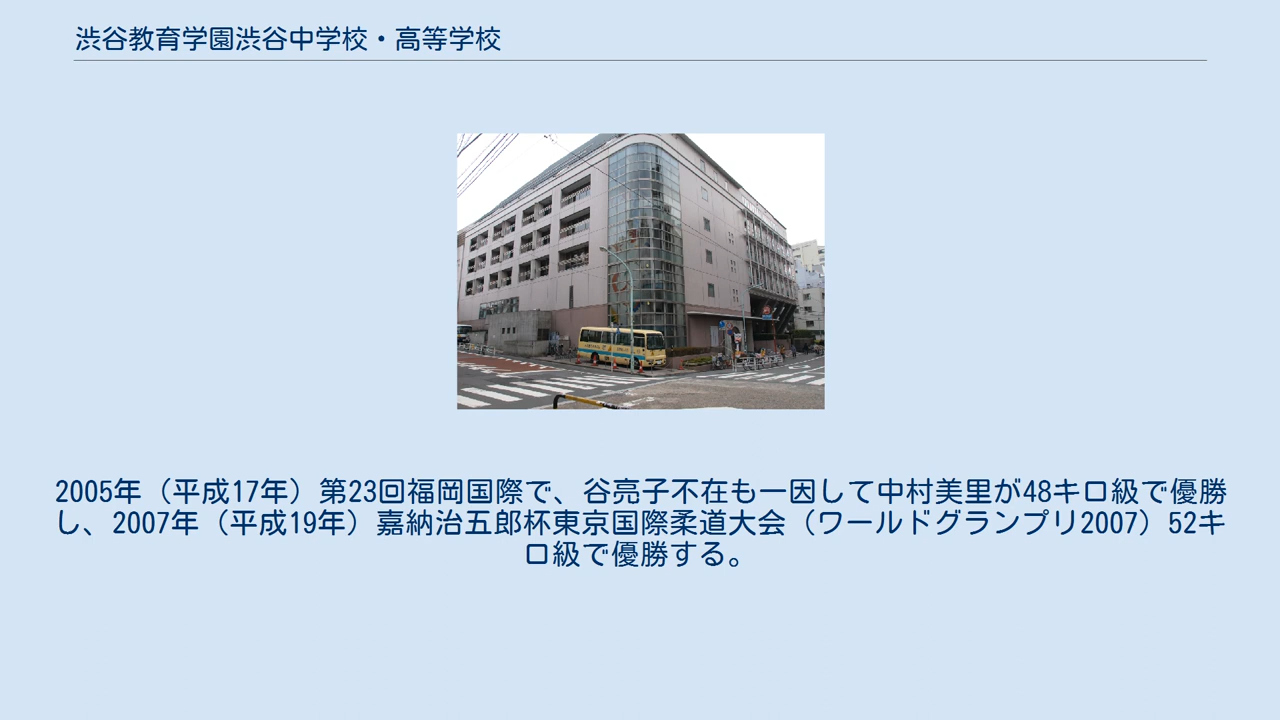 渋谷教育学園渋谷中学校・高等学校
2005年（平成17年）第23回福岡国際で、谷亮子不在も一因して中村美里が48キロ級で優勝
し、2007年（平成19年）嘉納治五郎杯東京国際柔道大会（ワールドグランプリ2007）52キ
ロ級で優勝する。